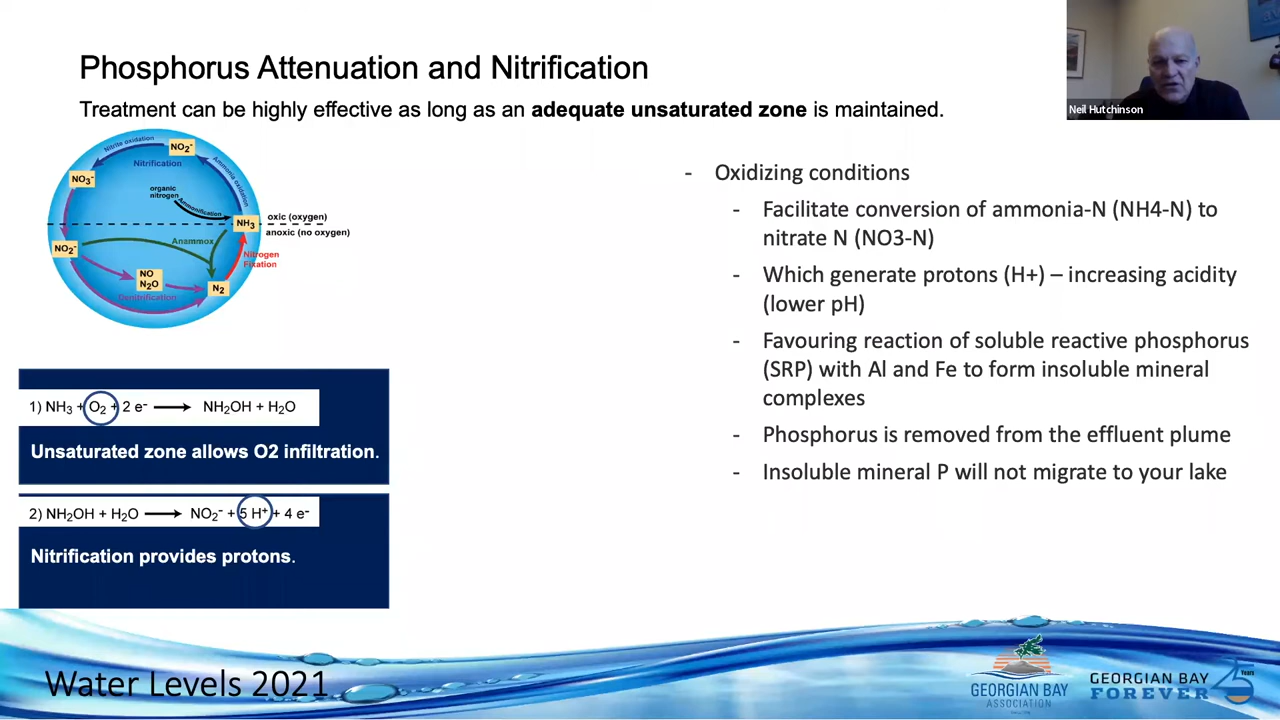 Phosphorus Attenuation and Nitrification
Treatment can be highly effective as long as an adequate unsaturated zone is maintained.
Neil Hutchinson
Nitrite oxidation
NO₂⁻
Nitrification
Ammonia oxidation
NO₃⁻
organic
nitrogen
Ammonification
NH₃
oxic (oxygen)
anoxic (no oxygen)
NO₂⁻
Anammox
Nitrogen
Fixation
NO
N₂O
N₂
Denitrification
1) NH₃ + O₂ + 2 e⁻ ⟶ NH₂OH + H₂O
Unsaturated zone allows O2 infiltration.
2) NH₂OH + H₂O ⟶ NO₂⁻ + 5 H⁺ + 4 e⁻
Nitrification provides protons.
- Oxidizing conditions
- Facilitate conversion of ammonia-N (NH4-N) to
nitrate N (NO3-N)
- Which generate protons (H+) – increasing acidity
(lower pH)
- Favouring reaction of soluble reactive phosphorus
(SRP) with Al and Fe to form insoluble mineral
complexes
- Phosphorus is removed from the effluent plume
- Insoluble mineral P will not migrate to your lake
Water Levels 2021
GEORGIAN BAY
ASSOCIATION
GEORGIAN BAY
FOREVER
25
Years